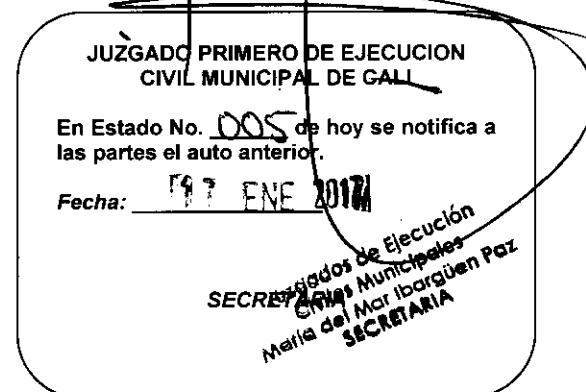 JUZGADO PRIMERO DE EJECUCION
CIVIL MUNICIPAL DE CALI
En Estado No. 005 de hoy se notifica a
las partes el auto anterior.
Fecha: ENE 2017
SECRETARIA
Juzgados de Ejecución
Civiles Municipales
María del Mar Ibargüen Paz
SECRETARIA